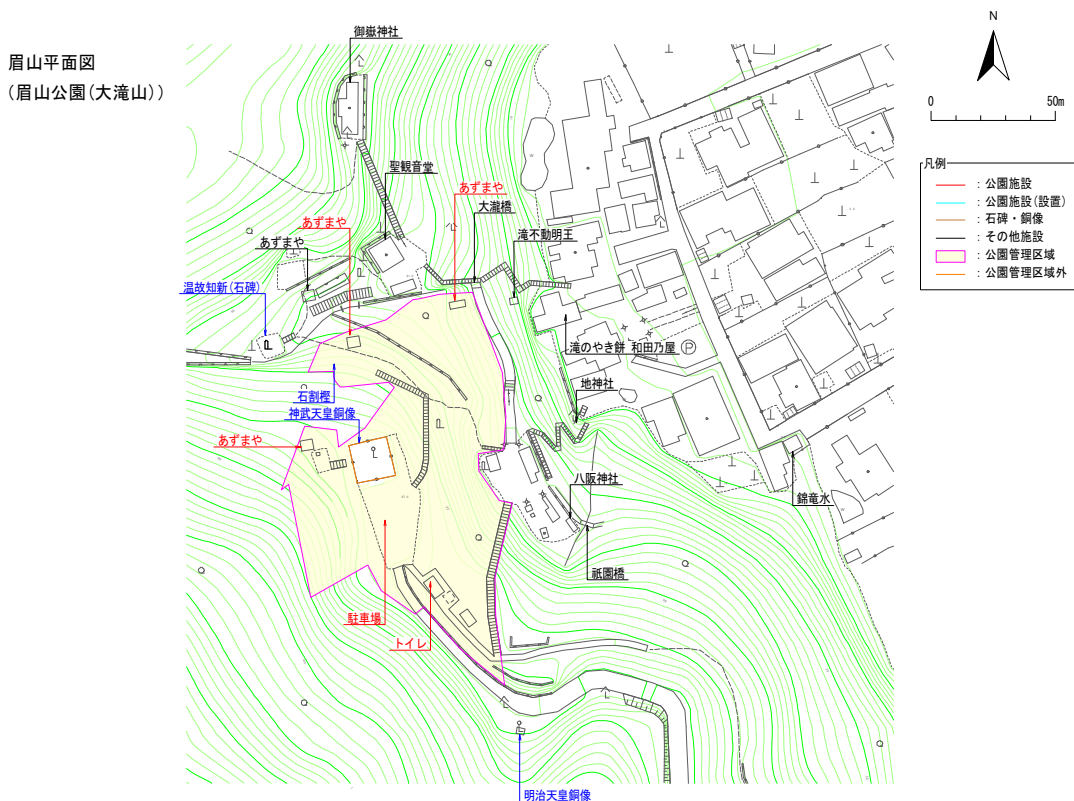 眉山平面図
(眉山公園(大滝山))
御嶽神社
聖観音堂
あずまや
大瀧橋
あずまや
滝不動明王
あずまや
温故知新(石碑)
滝のやき餅 和田乃屋 Ⓟ
石割樫
神武天皇銅像
地神社
あずまや
八阪神社
錦竜水
祇園橋
駐車場
トイレ
明治天皇銅像
N
0 50m
凡例
：公園施設
：公園施設(設置)
：石碑・銅像
：その他施設
：公園管理区域
：公園管理区域外